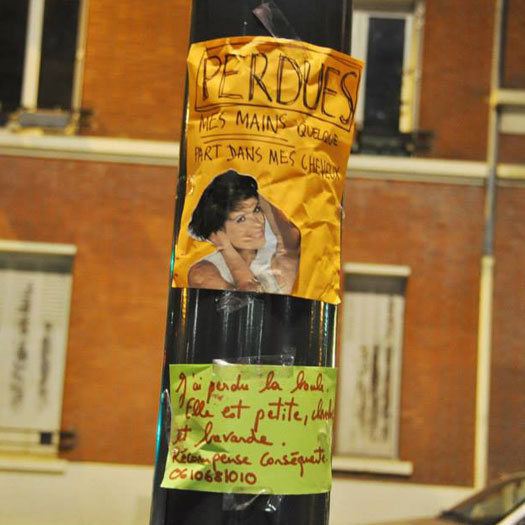 PERDUES
MES MAINS QUELQUE
PART DANS MES CHEVEUX
J'ai perdu la boule.
Elle est petite,
et bavarde.
Récompense conséquente
0610681010